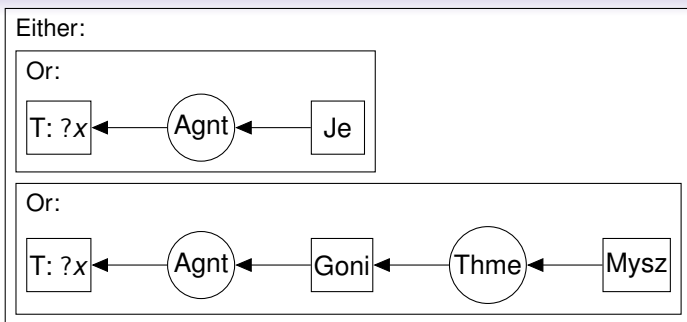 Either:
Or:
T: ?x Agnt Je
Or:
T: ?x Agnt Goni Thme Mysz